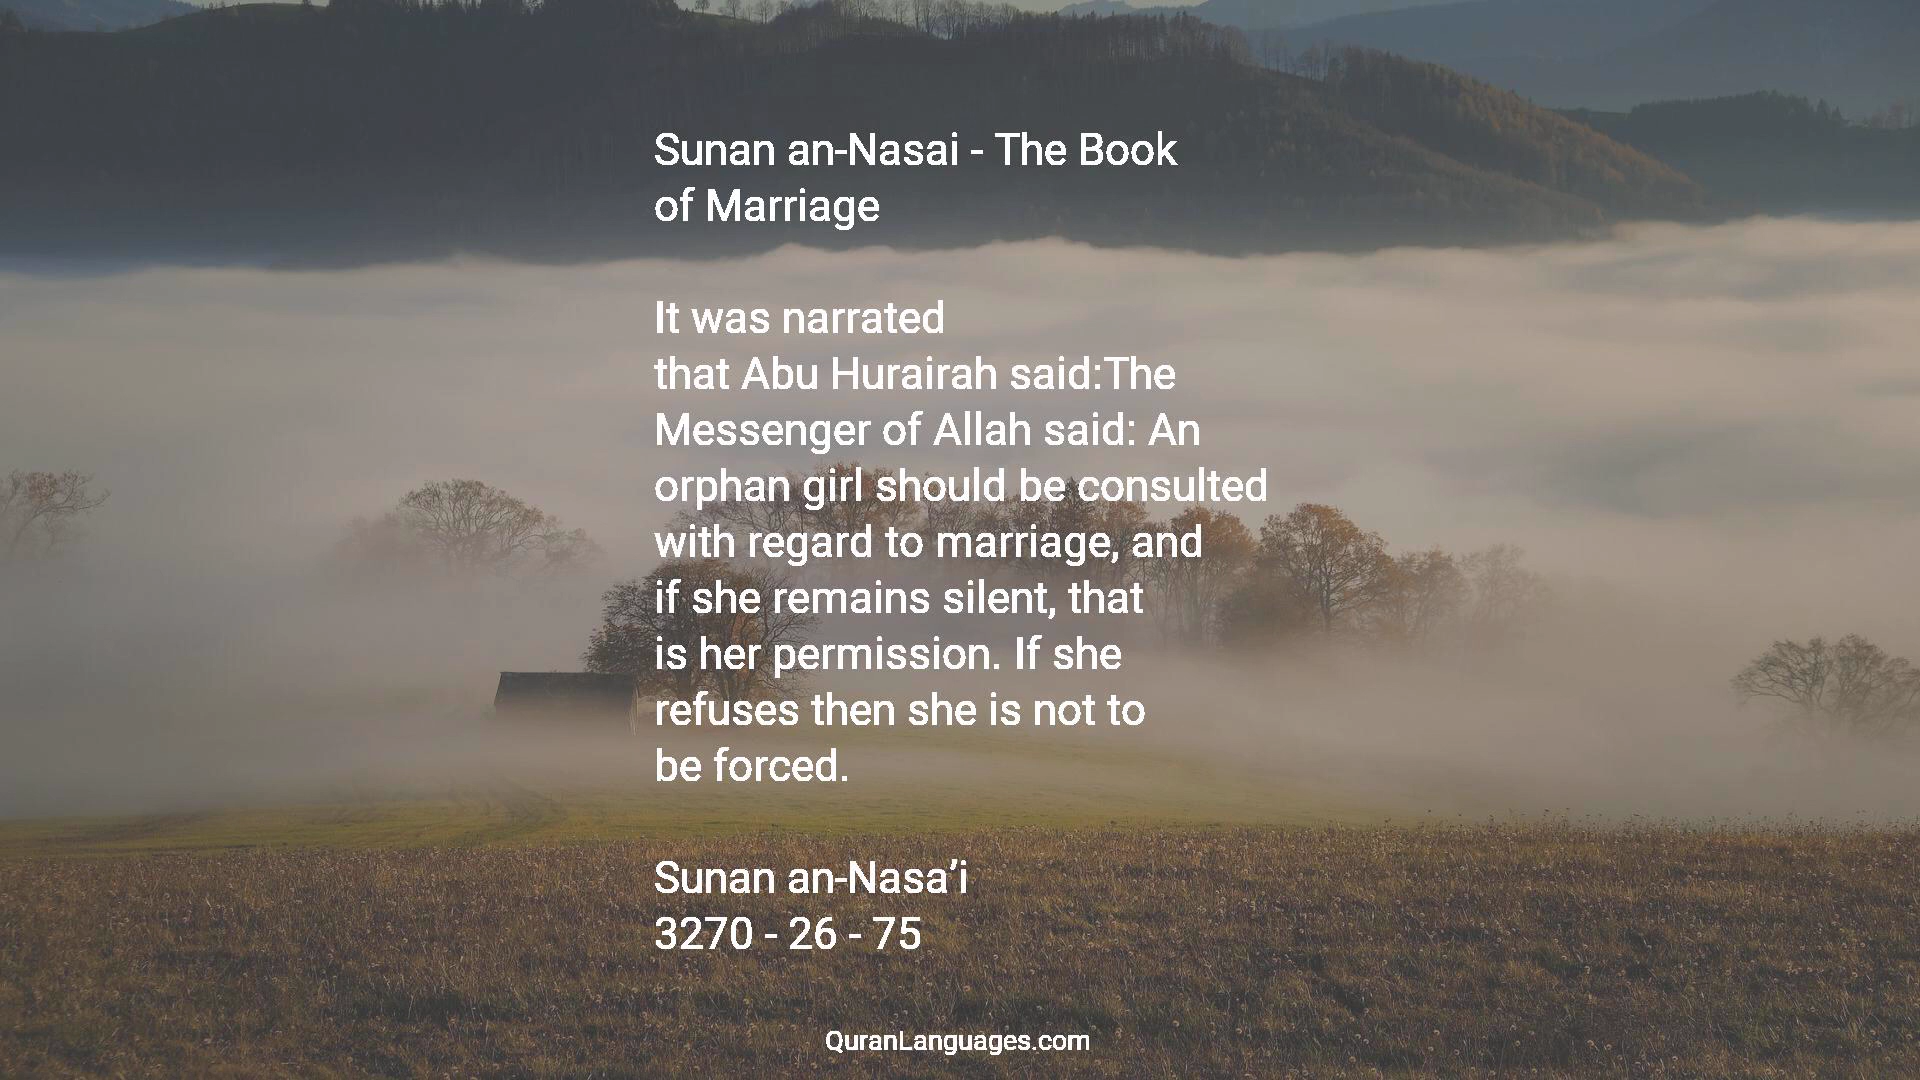 Sunan an-Nasai - The Book
of Marriage
It was narrated
that Abu Hurairah said:The
Messenger of Allah said: An
orphan girl should be consulted
with regard to marriage, and
if she remains silent, that
is her permission. If she
refuses then she is not to
be forced.
Sunan an-Nasa’i
3270 - 26 - 75
QuranLanguages.com